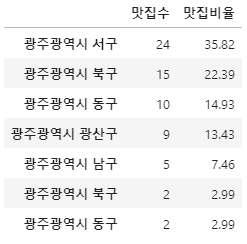 맛집수 맛집비율
광주광역시 서구 24 35.82
광주광역시 북구 15 22.39
광주광역시 동구 10 14.93
광주광역시 광산구 9 13.43
광주광역시 남구 5 7.46
광주광역시 북구 2 2.99
광주광역시 동구 2 2.99